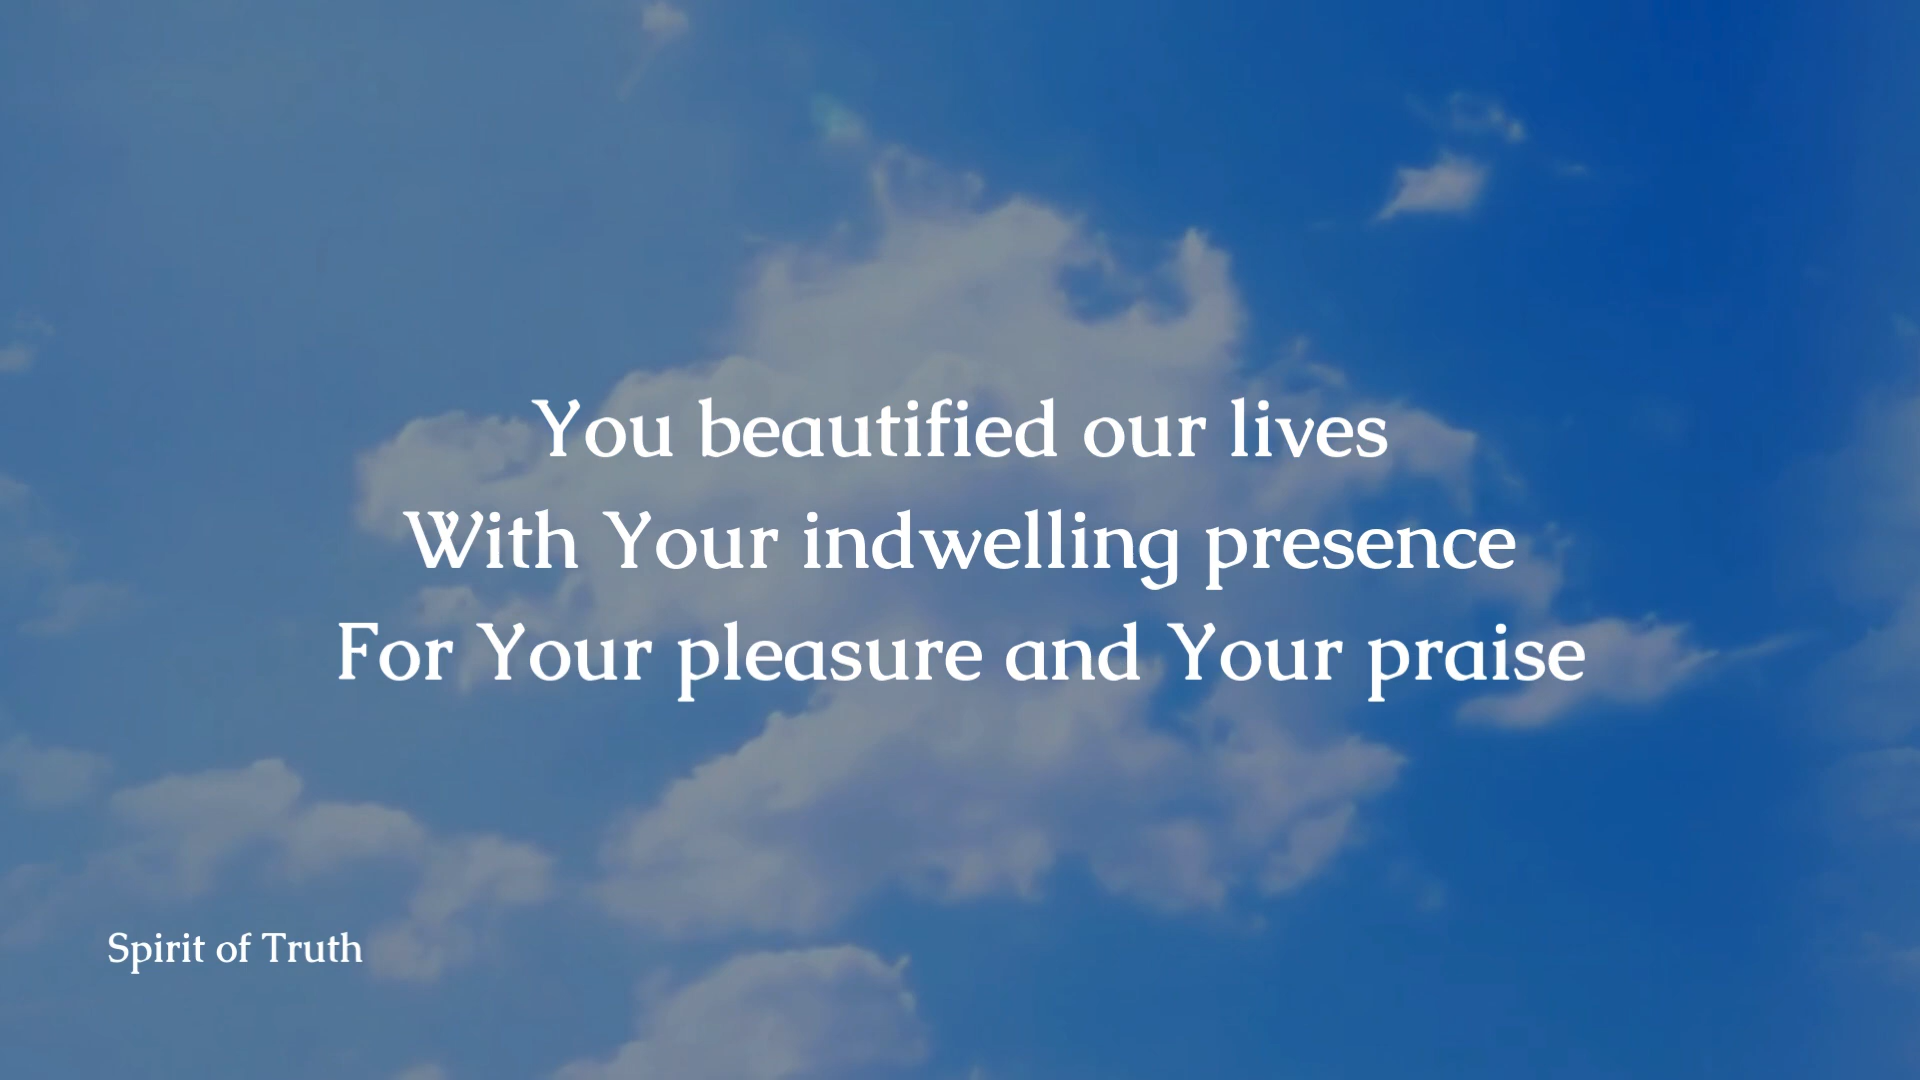 You beautified our lives
With Your indwelling presence
For Your pleasure and Your praise
Spirit of Truth